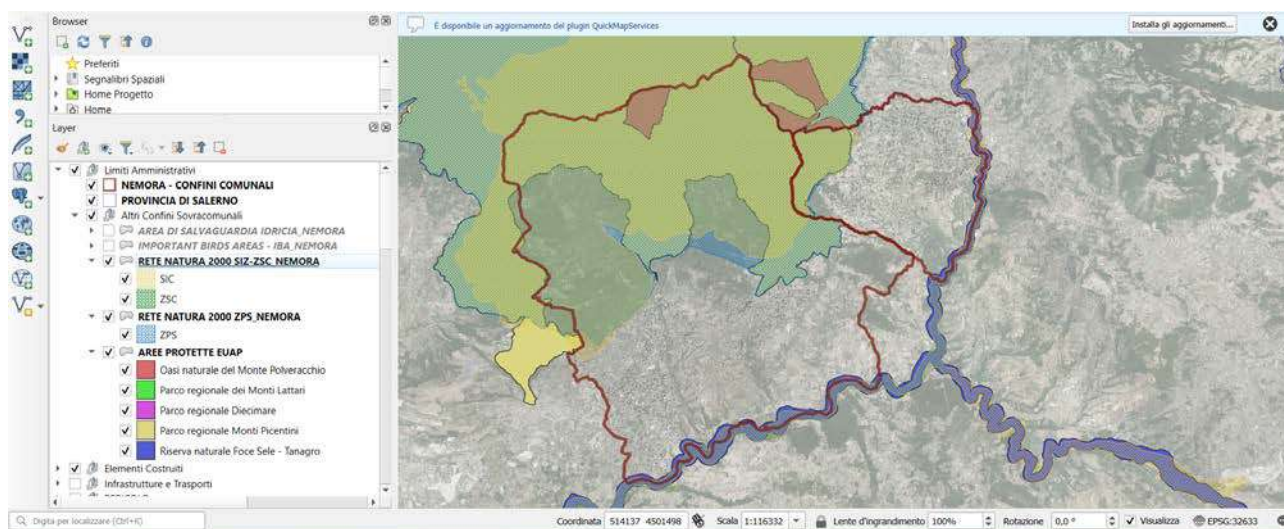 Browser
È disponibile un aggiornamento del plugin QuickMapServices
Installa gli aggiornamenti...
Preferiti
Segnalibri Spaziali
Home Progetto
Home
Layer
Limiti Amministrativi
NEMORA - CONFINI COMUNALI
PROVINCIA DI SALERNO
Altri Confini Sovracomunali
AREA DI SALVAGUARDIA IDRICIA_NEMORA
IMPORTANT BIRDS AREAS - IBA_NEMORA
RETE NATURA 2000 SIZ-ZSC_NEMORA
SIC
ZSC
RETE NATURA 2000 ZPS_NEMORA
ZPS
AREE PROTETTE EUAP
Oasi naturale del Monte Polveracchio
Parco regionale dei Monti Lattari
Parco regionale Diecimare
Parco regionale Monti Picentini
Riserva naturale Foce Sele - Tanagro
Elementi Costruiti
Infrastrutture e Trasporti
Digita per localizzare (Ctrl+K)
Coordinata 514137 4501498 Scala 1:116332 Lente d'ingrandimento 100% Rotazione 0,0 ° Visualizza EPSG:32633